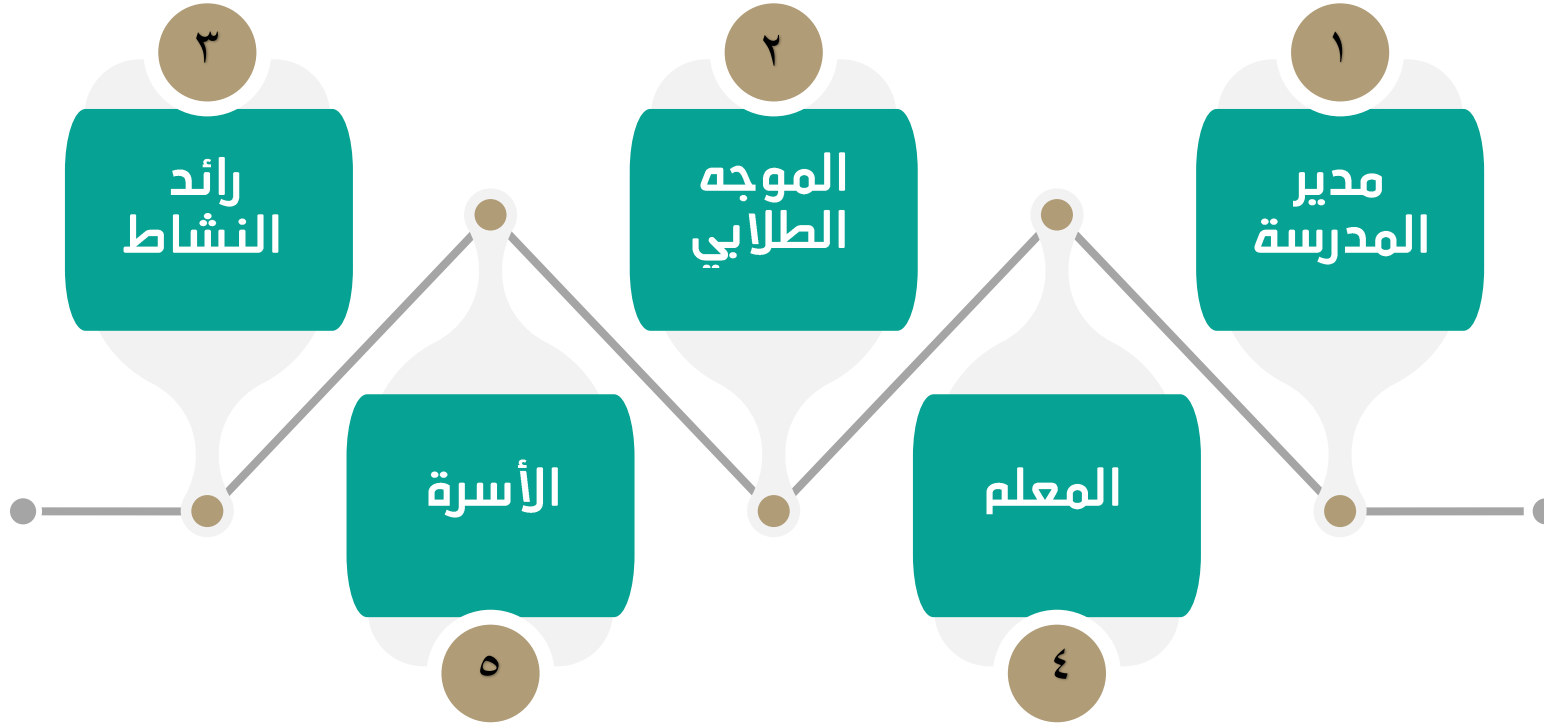 ١
مدير
المدرسة
٢
الموجه
الطلابي
٣
رائد
النشاط
٤
المعلم
٥
الأسرة